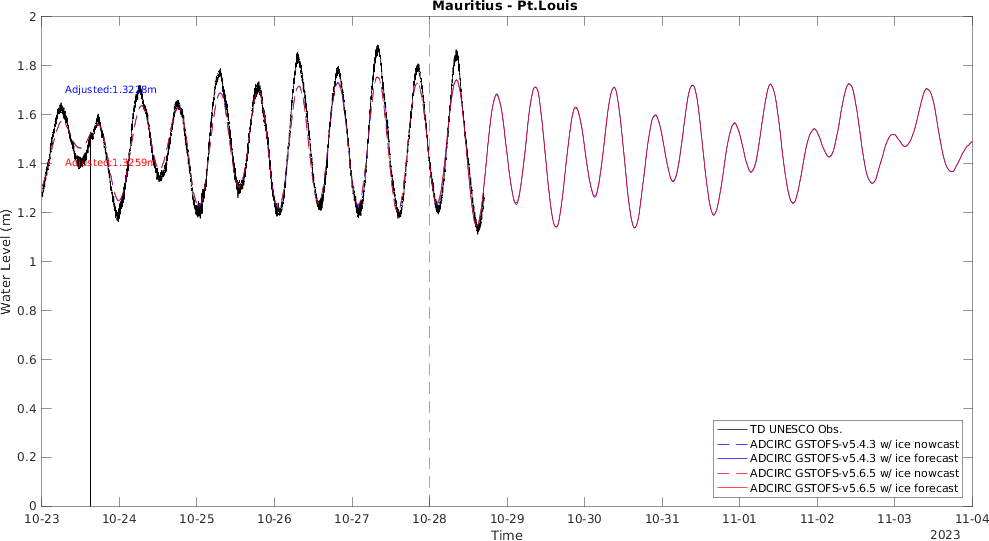 Mauritius - Pt.Louis
2
1.8
1.6
1.4
1.2
1
0.8
0.6
0.4
0.2
0
Water Level (m)
Adjusted:1.3228m
Adjusted:1.3259m
TD UNESCO Obs.
ADCIRC GSTOFS-v5.4.3 w/ ice nowcast
ADCIRC GSTOFS-v5.4.3 w/ ice forecast
ADCIRC GSTOFS-v5.6.5 w/ ice nowcast
ADCIRC GSTOFS-v5.6.5 w/ ice forecast
10-23 10-24 10-25 10-26 10-27 10-28 10-29 10-30 10-31 11-01 11-02 11-03 11-04
Time
2023